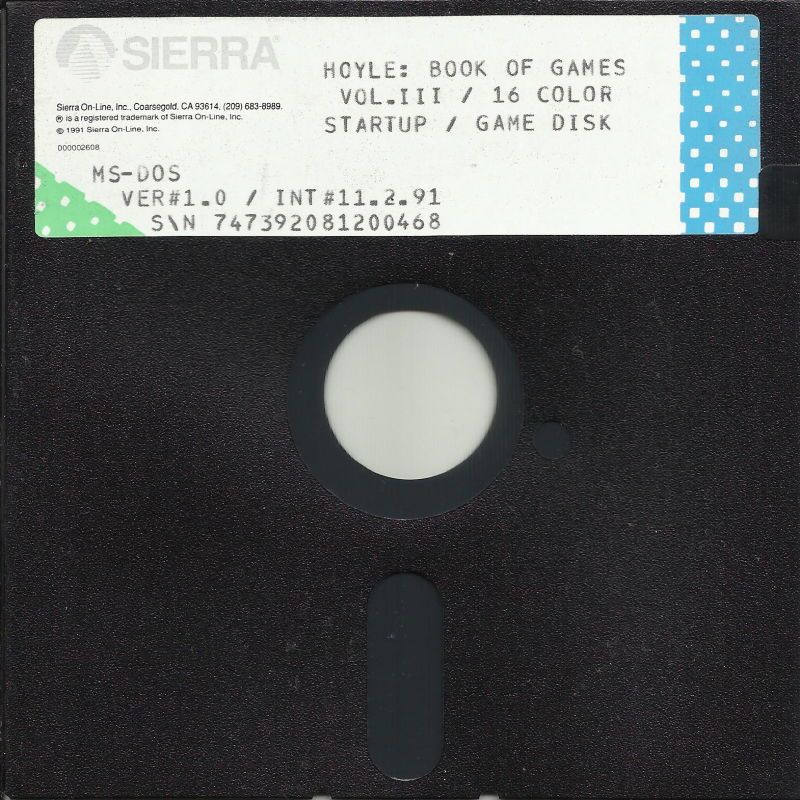 SIERRA®
HOYLE: BOOK OF GAMES
VOL.III / 16 COLOR
STARTUP / GAME DISK
Sierra On-Line, Inc., Coarsegold, CA 93614, (209) 683-8989.
® is a registered trademark of Sierra On-Line, Inc.
© 1991 Sierra On-Line, Inc.
000002608
MS-DOS
VER#1.0 / INT#11.2.91
S\N 747392081200468